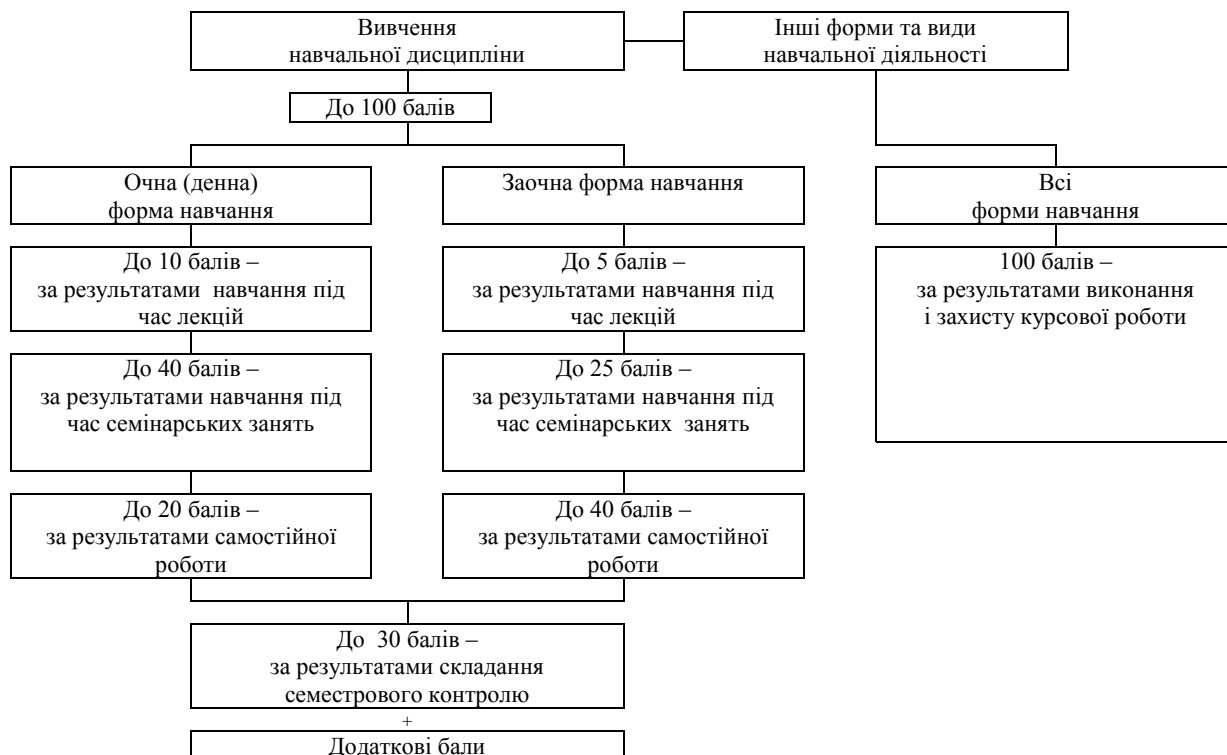 Вивчення
навчальної дисципліни
Інші форми та види
навчальної діяльності
До 100 балів
Очна (денна)
форма навчання
Заочна форма навчання
Всі
форми навчання
До 10 балів –
за результатами навчання під
час лекцій
До 5 балів –
за результатами навчання під
час лекцій
100 балів –
за результатами виконання
і захисту курсової роботи
До 40 балів –
за результатами навчання під
час семінарських занять
До 25 балів –
за результатами навчання під
час семінарських занять
До 20 балів –
за результатами самостійної
роботи
До 40 балів –
за результатами самостійної
роботи
До 30 балів –
за результатами складання
семестрового контролю
+
Додаткові бали